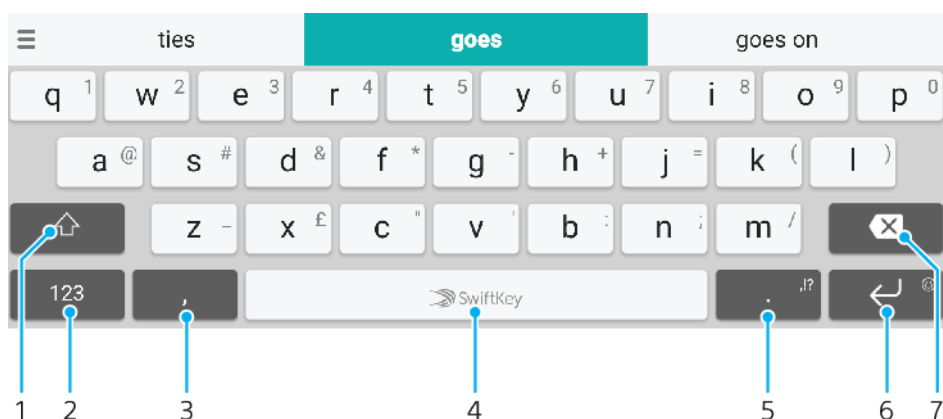 ties goes goes on
q 1 w 2 e 3 r 4 t 5 y 6 u 7 i 8 o 9 p 0
a @ s # d & f * g - h + j = k ( l )
z _ x £ c " v ' b : n ; m /
123 , SwiftKey . ,!?
1 2 3 4 5 6 7